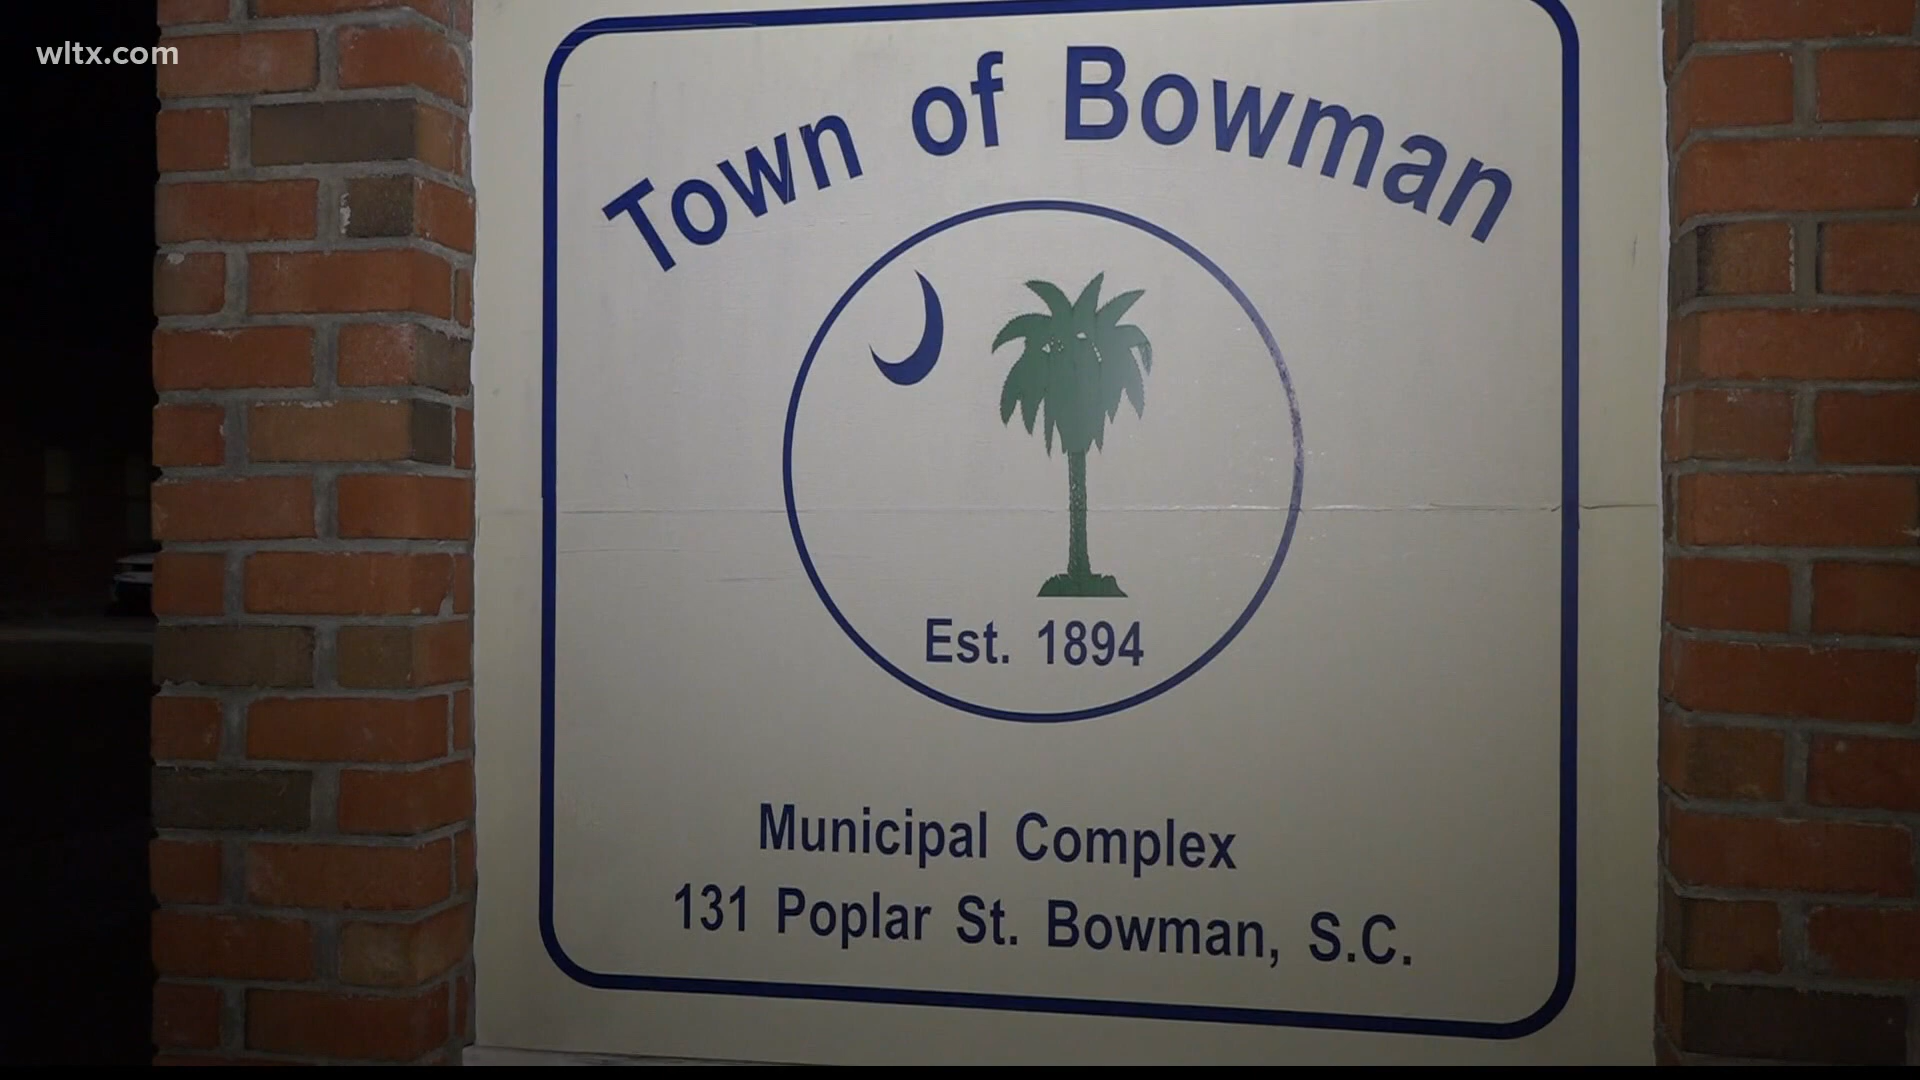 wltx.com
Town of Bowman
Est. 1894
Municipal Complex
131 Poplar St. Bowman, S.C.